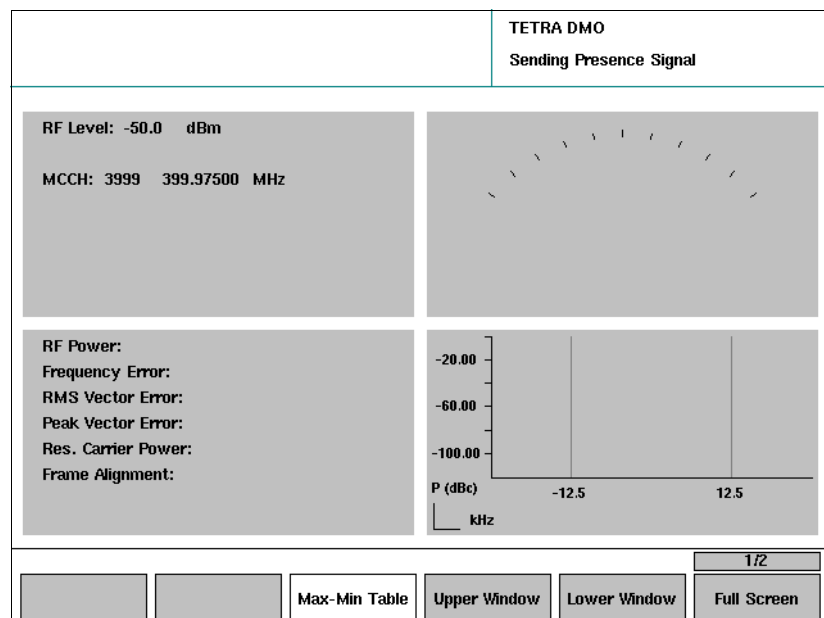 TETRA DMO
Sending Presence Signal
RF Level: -50.0 dBm
MCCH: 3999 399.97500 MHz
RF Power:
Frequency Error:
RMS Vector Error:
Peak Vector Error:
Res. Carrier Power:
Frame Alignment:
-20.00
-60.00
-100.00
P (dBc)
-12.5 12.5
kHz
1/2
Max-Min Table Upper Window Lower Window Full Screen